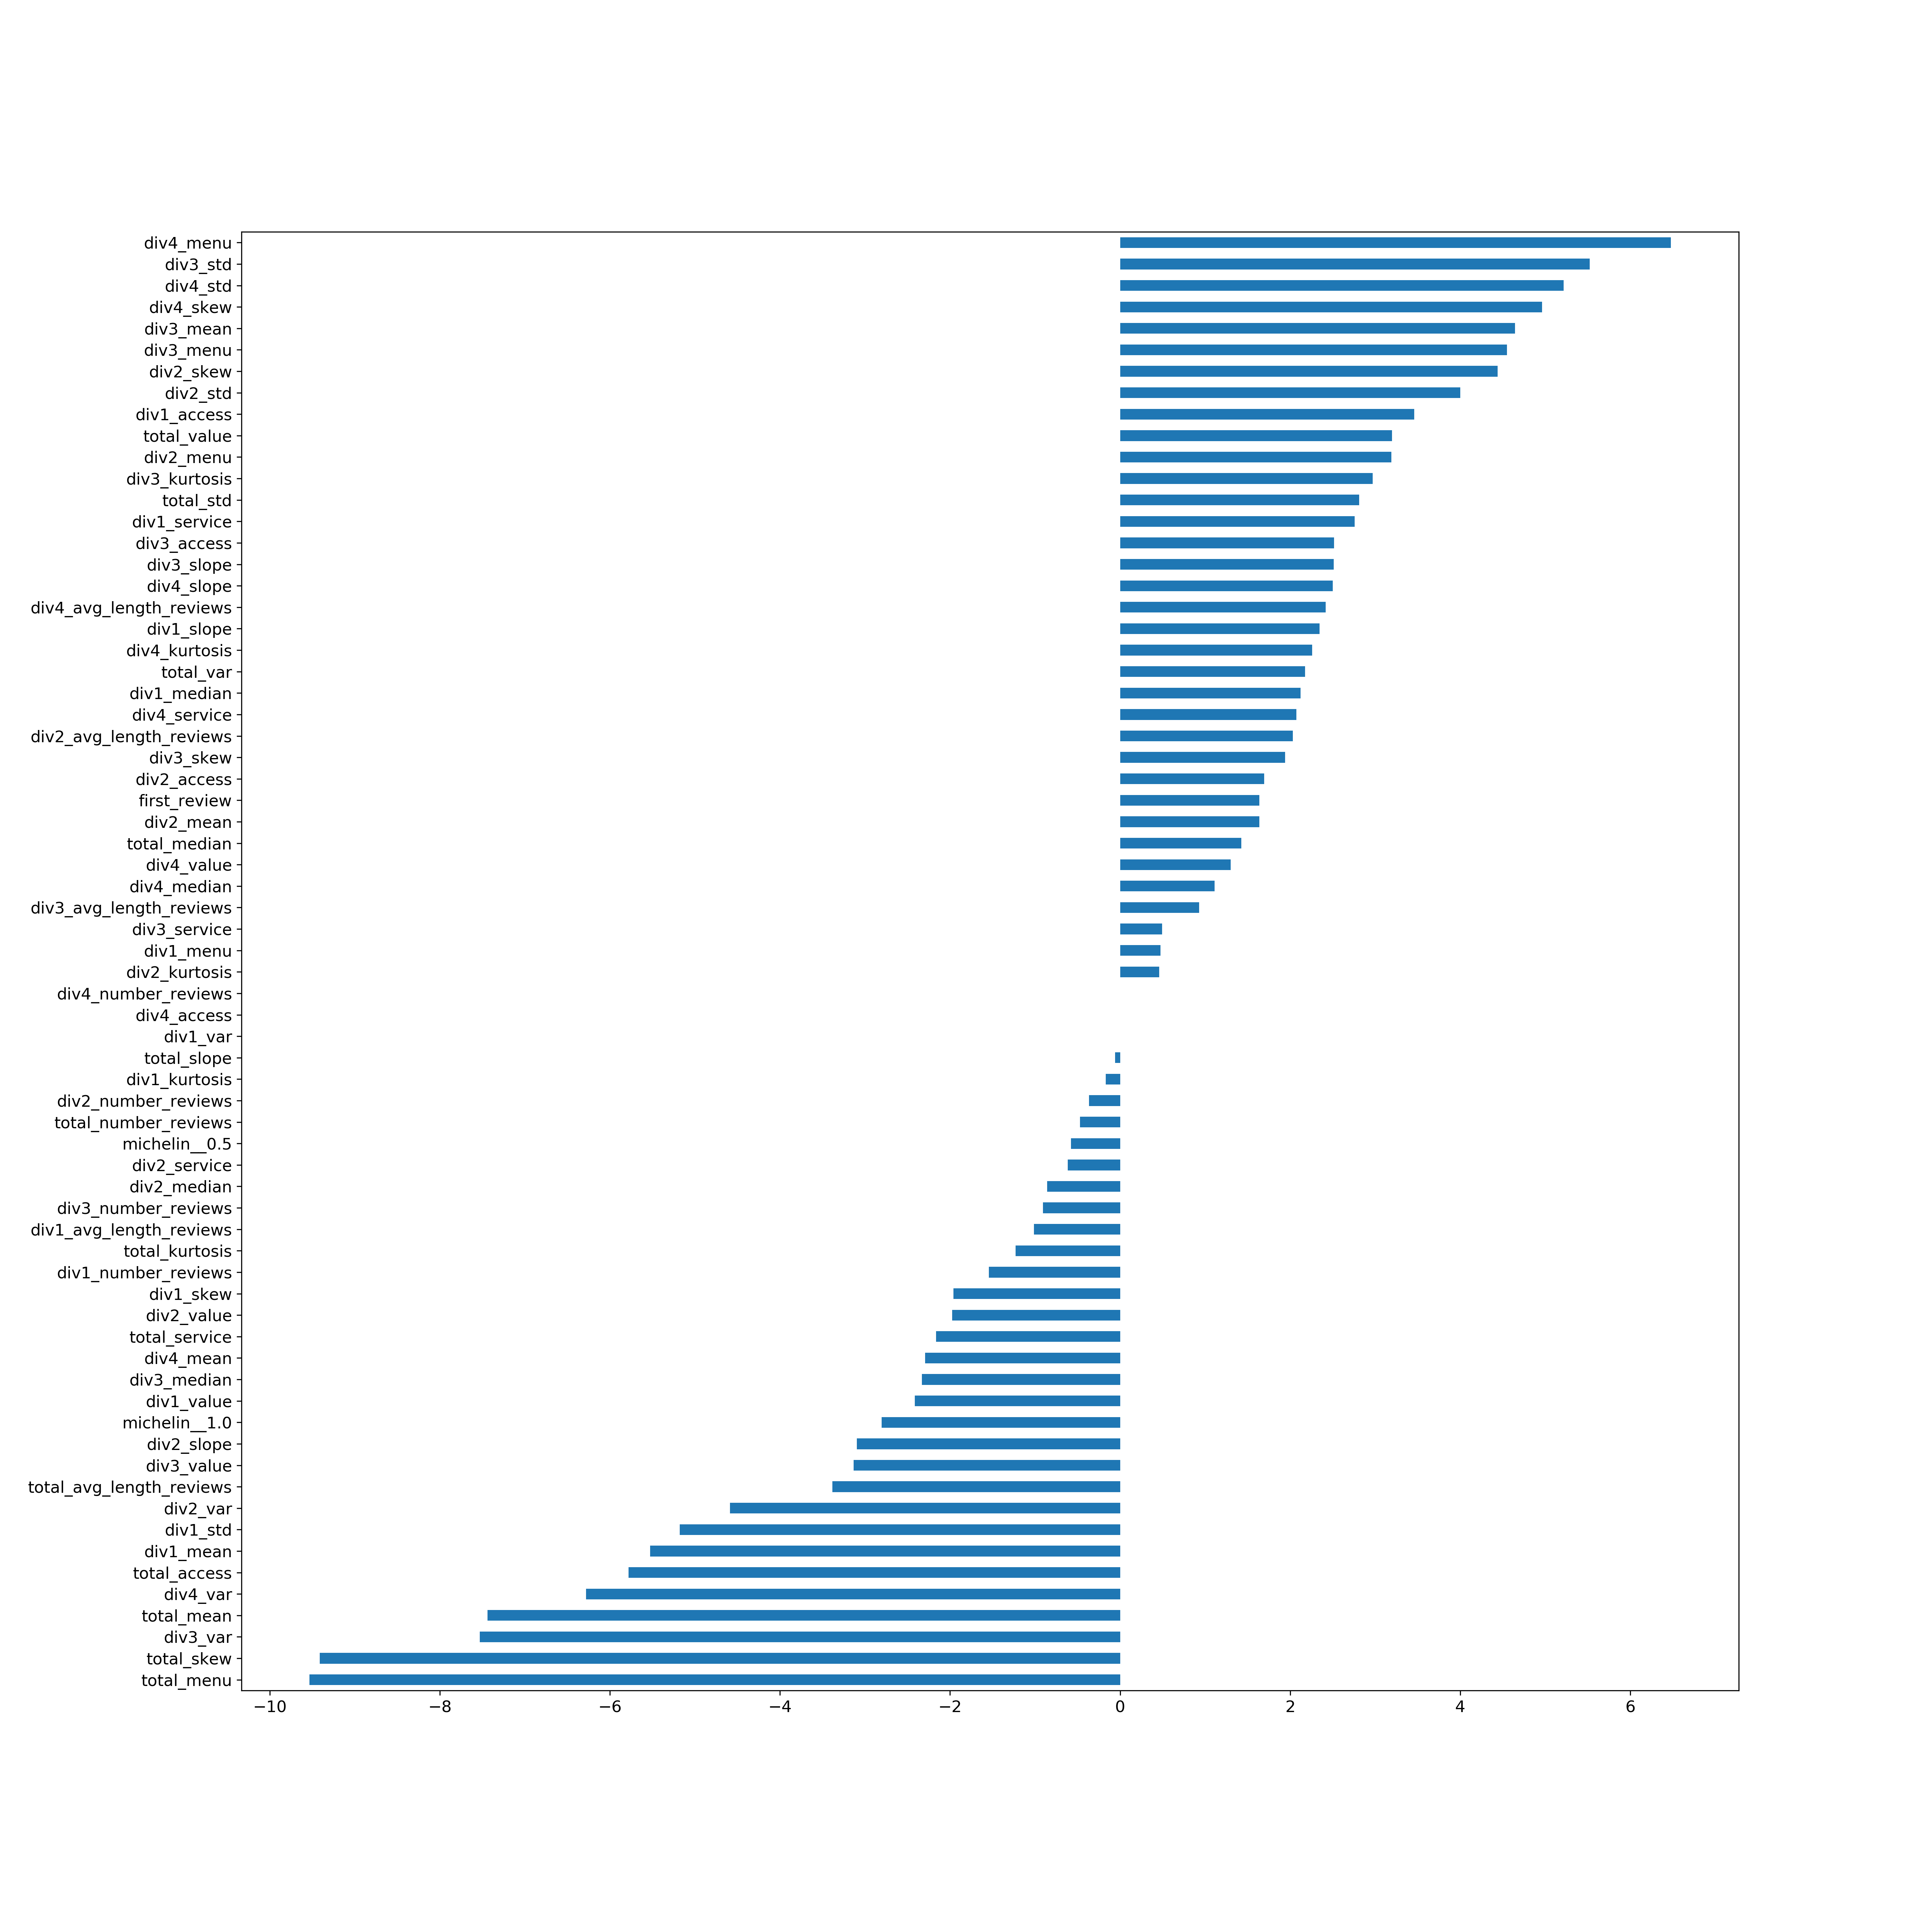 div4_menu
div3_std
div4_std
div4_skew
div3_mean
div3_menu
div2_skew
div2_std
div1_access
total_value
div2_menu
div3_kurtosis
total_std
div1_service
div3_access
div3_slope
div4_slope
div4_avg_length_reviews
div1_slope
div4_kurtosis
total_var
div1_median
div4_service
div2_avg_length_reviews
div3_skew
div2_access
first_review
div2_mean
total_median
div4_value
div4_median
div3_avg_length_reviews
div3_service
div1_menu
div2_kurtosis
div4_number_reviews
div4_access
div1_var
total_slope
div1_kurtosis
div2_number_reviews
total_number_reviews
michelin__0.5
div2_service
div2_median
div3_number_reviews
div1_avg_length_reviews
total_kurtosis
div1_number_reviews
div1_skew
div2_value
total_service
div4_mean
div3_median
div1_value
michelin__1.0
div2_slope
div3_value
total_avg_length_reviews
div2_var
div1_std
div1_mean
total_access
div4_var
total_mean
div3_var
total_skew
total_menu
−10 −8 −6 −4 −2 0 2 4 6